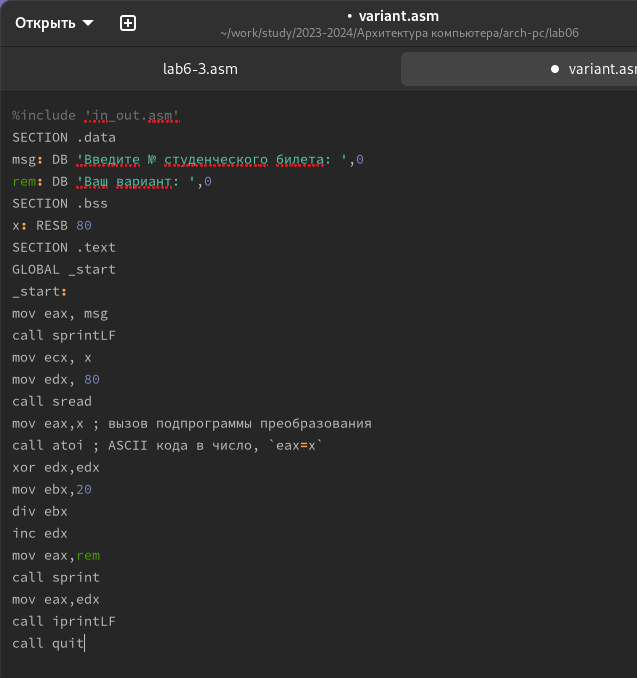 Открыть
• variant.asm
~/work/study/2023-2024/Архитектура компьютера/arch-pc/lab06
lab6-3.asm
• variant.asm
%include 'in_out.asm'
SECTION .data
msg: DB 'Введите № студенческого билета: ',0
rem: DB 'Ваш вариант: ',0
SECTION .bss
x: RESB 80
SECTION .text
GLOBAL _start
_start:
mov eax, msg
call sprintLF
mov ecx, x
mov edx, 80
call sread
mov eax,x ; вызов подпрограммы преобразования
call atoi ; ASCII кода в число, `eax=x`
xor edx,edx
mov ebx,20
div ebx
inc edx
mov eax,rem
call sprint
mov eax,edx
call iprintLF
call quit